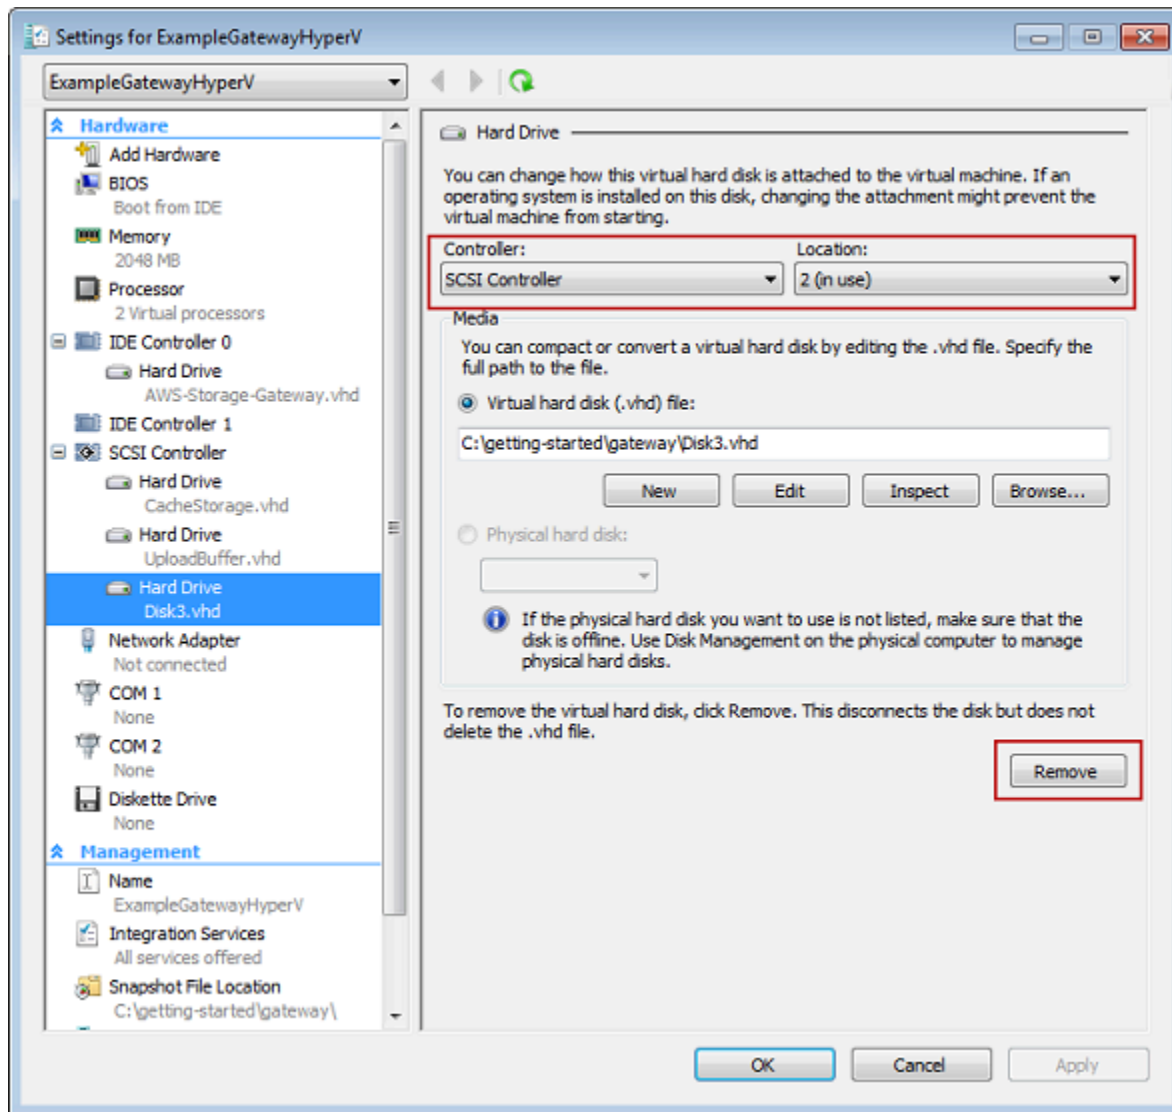 Settings for ExampleGatewayHyperV
ExampleGatewayHyperV
Hardware
Add Hardware
BIOS
Boot from IDE
Memory
2048 MB
Processor
2 Virtual processors
IDE Controller 0
Hard Drive
AWS-Storage-Gateway.vhd
IDE Controller 1
SCSI Controller
Hard Drive
CacheStorage.vhd
Hard Drive
UploadBuffer.vhd
Hard Drive
Disk3.vhd
Network Adapter
Not connected
COM 1
None
COM 2
None
Diskette Drive
None
Management
Name
ExampleGatewayHyperV
Integration Services
All services offered
Snapshot File Location
C:\getting-started\gateway\
Hard Drive
You can change how this virtual hard disk is attached to the virtual machine. If an
operating system is installed on this disk, changing the attachment might prevent the
virtual machine from starting.
Controller: Location:
SCSI Controller 2 (in use)
Media
You can compact or convert a virtual hard disk by editing the .vhd file. Specify the
full path to the file.
Virtual hard disk (.vhd) file:
C:\getting-started\gateway\Disk3.vhd
New Edit Inspect Browse...
Physical hard disk:
If the physical hard disk you want to use is not listed, make sure that the
disk is offline. Use Disk Management on the physical computer to manage
physical hard disks.
To remove the virtual hard disk, click Remove. This disconnects the disk but does not
delete the .vhd file.
Remove
OK Cancel Apply